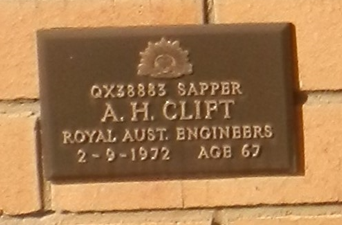 QX38883 SAPPER
A. H. CLIFT
ROYAL AUST. ENGINEERS
2-9-1972 AGE 67